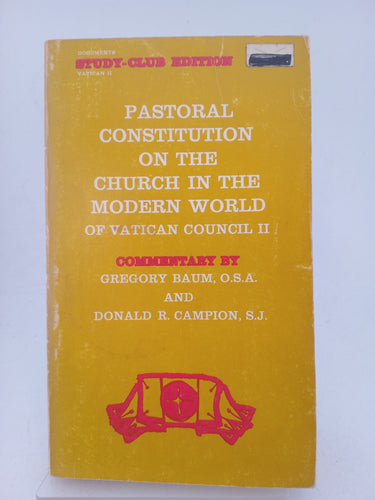 DOCUMENTS
STUDY-CLUB EDITION
VATICAN II
PASTORAL
CONSTITUTION
ON THE
CHURCH IN THE
MODERN WORLD
OF VATICAN COUNCIL II
COMMENTARY BY
GREGORY BAUM, O.S.A.
AND
DONALD R. CAMPION, S.J.